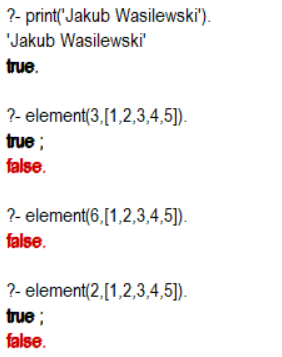 ?- print('Jakub Wasilewski').
'Jakub Wasilewski'
true.
?- element(3,[1,2,3,4,5]).
true ;
false.
?- element(6,[1,2,3,4,5]).
false.
?- element(2,[1,2,3,4,5]).
true ;
false.